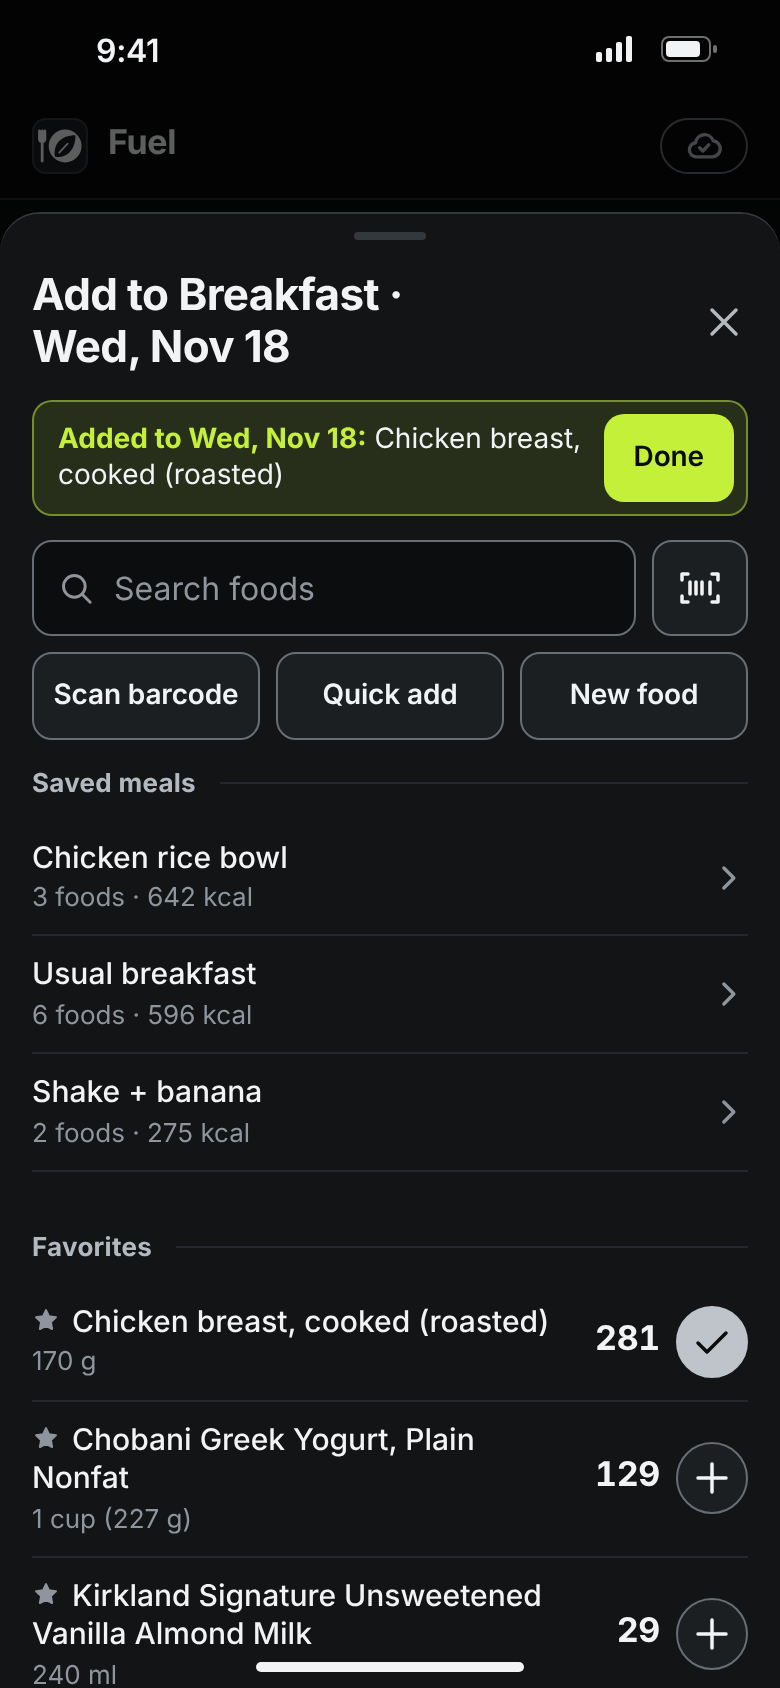 9:41
Fuel
Add to Breakfast ·
Wed, Nov 18
Added to Wed, Nov 18: Chicken breast,
cooked (roasted)
Done
Search foods
Scan barcode
Quick add
New food
Saved meals
Chicken rice bowl
3 foods · 642 kcal
Usual breakfast
6 foods · 596 kcal
Shake + banana
2 foods · 275 kcal
Favorites
Chicken breast, cooked (roasted)
170 g
281
Chobani Greek Yogurt, Plain
Nonfat
1 cup (227 g)
129
Kirkland Signature Unsweetened
Vanilla Almond Milk
240 ml
29